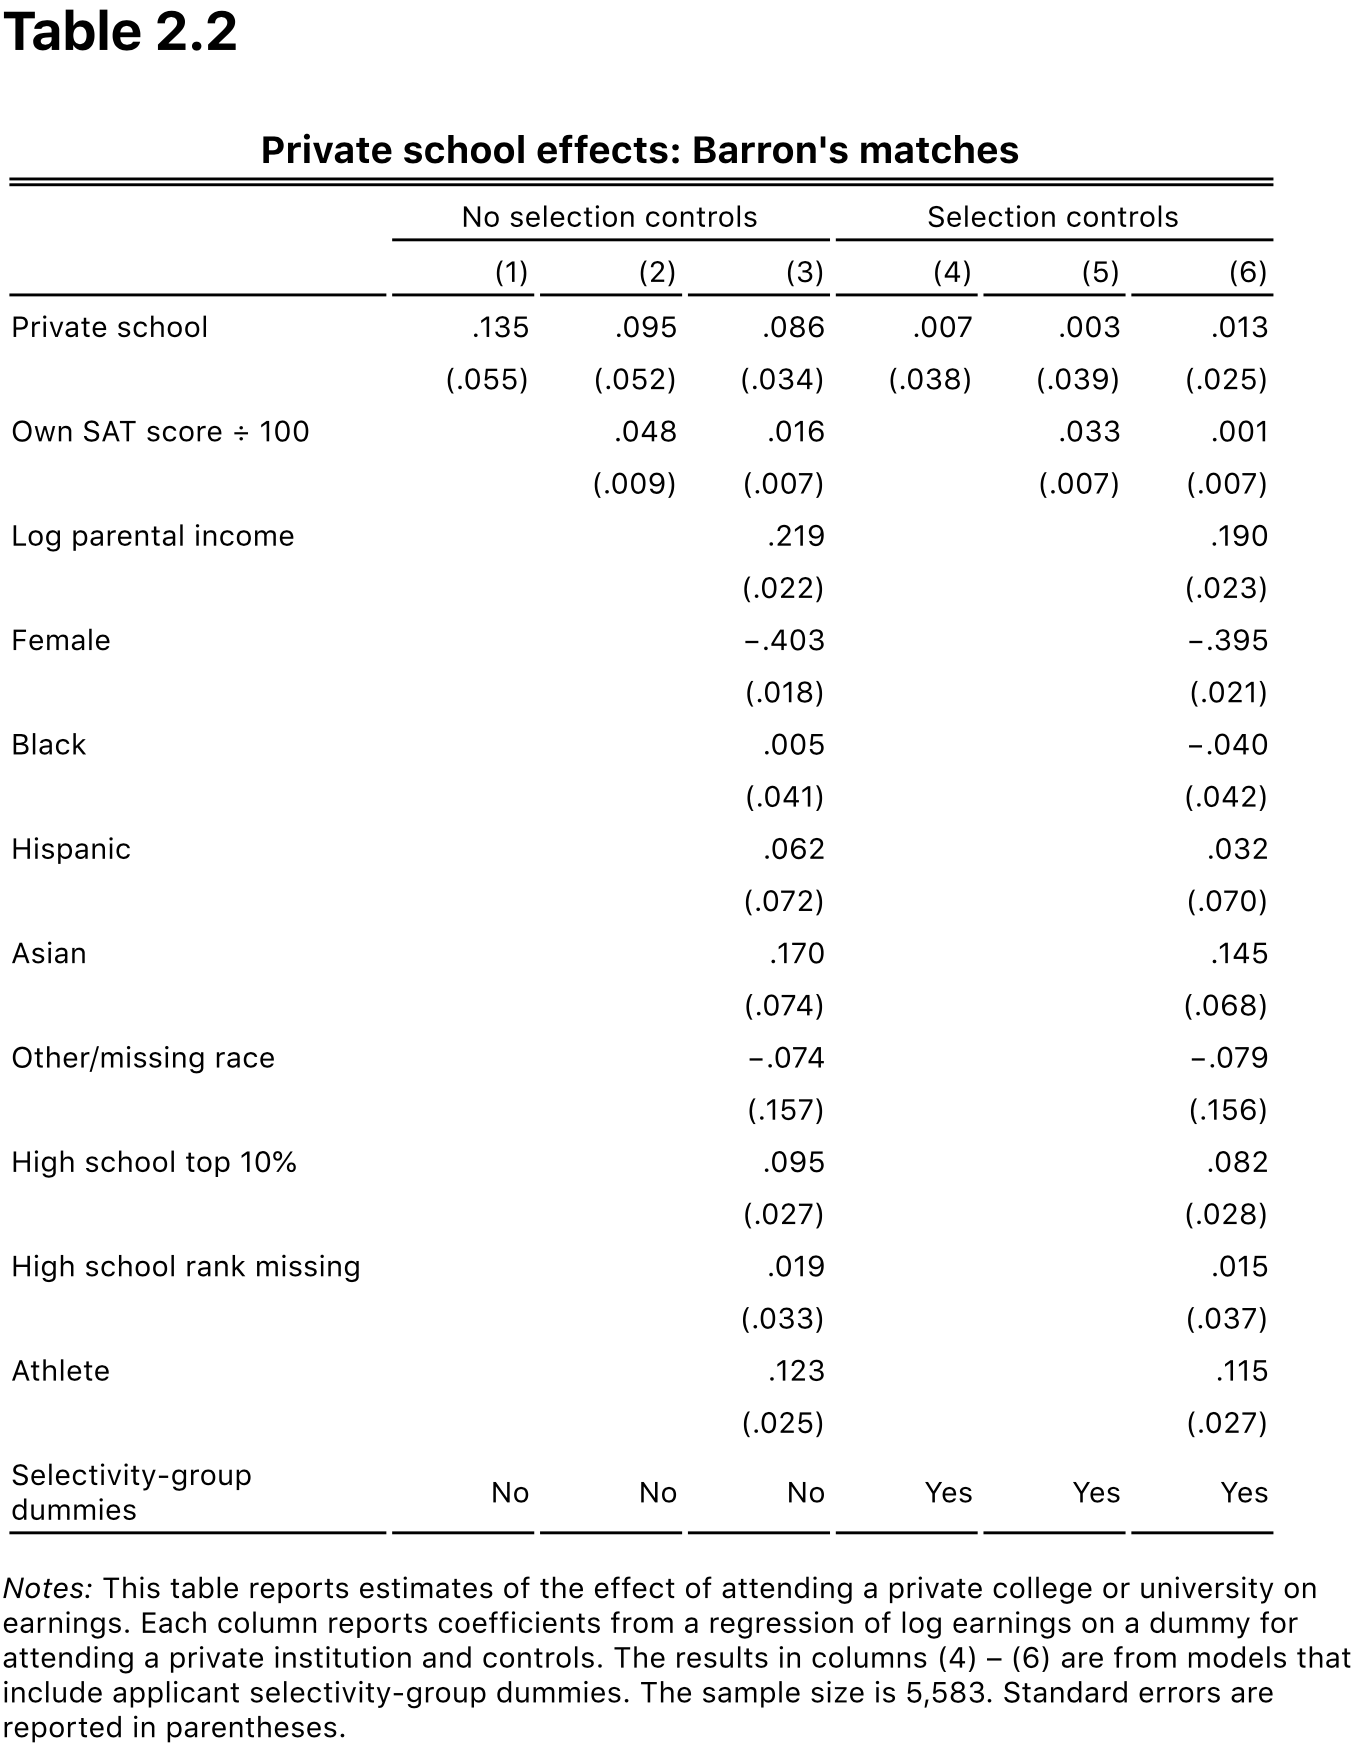 Table 2.2
Private school effects: Barron's matches
No selection controls Selection controls
(1) (2) (3) (4) (5) (6)
Private school .135 .095 .086 .007 .003 .013
(.055) (.052) (.034) (.038) (.039) (.025)
Own SAT score ÷ 100 .048 .016 .033 .001
(.009) (.007) (.007) (.007)
Log parental income .219 .190
(.022) (.023)
Female −.403 −.395
(.018) (.021)
Black .005 −.040
(.041) (.042)
Hispanic .062 .032
(.072) (.070)
Asian .170 .145
(.074) (.068)
Other/missing race −.074 −.079
(.157) (.156)
High school top 10% .095 .082
(.027) (.028)
High school rank missing .019 .015
(.033) (.037)
Athlete .123 .115
(.025) (.027)
Selectivity-group
dummies No No No Yes Yes Yes
Notes: This table reports estimates of the effect of attending a private college or university on
earnings. Each column reports coefficients from a regression of log earnings on a dummy for
attending a private institution and controls. The results in columns (4) – (6) are from models that
include applicant selectivity-group dummies. The sample size is 5,583. Standard errors are
reported in parentheses.